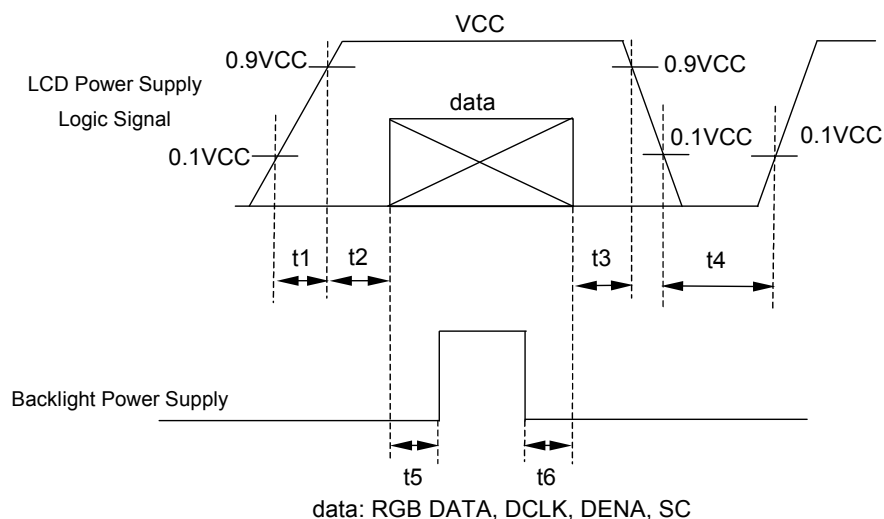 VCC
0.9VCC
0.9VCC
LCD Power Supply
Logic Signal
data
0.1VCC
0.1VCC
0.1VCC
t1
t2
t3
t4
Backlight Power Supply
t5
t6
data: RGB DATA, DCLK, DENA, SC